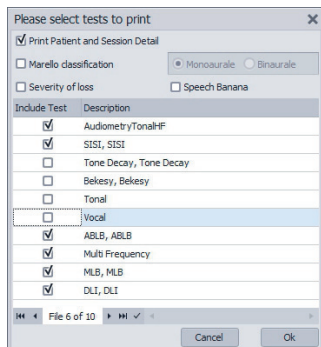 Please select tests to print
Print Patient and Session Detail
Marello classification Monoaurale Binaurale
Severity of loss Speech Banana
Include Test Description
AudiometryTonalHF
SISI, SISI
Tone Decay, Tone Decay
Bekesy, Bekesy
Tonal
Vocal
ABLB, ABLB
Multi Frequency
MLB, MLB
DLI, DLI
File 6 of 10
Cancel Ok